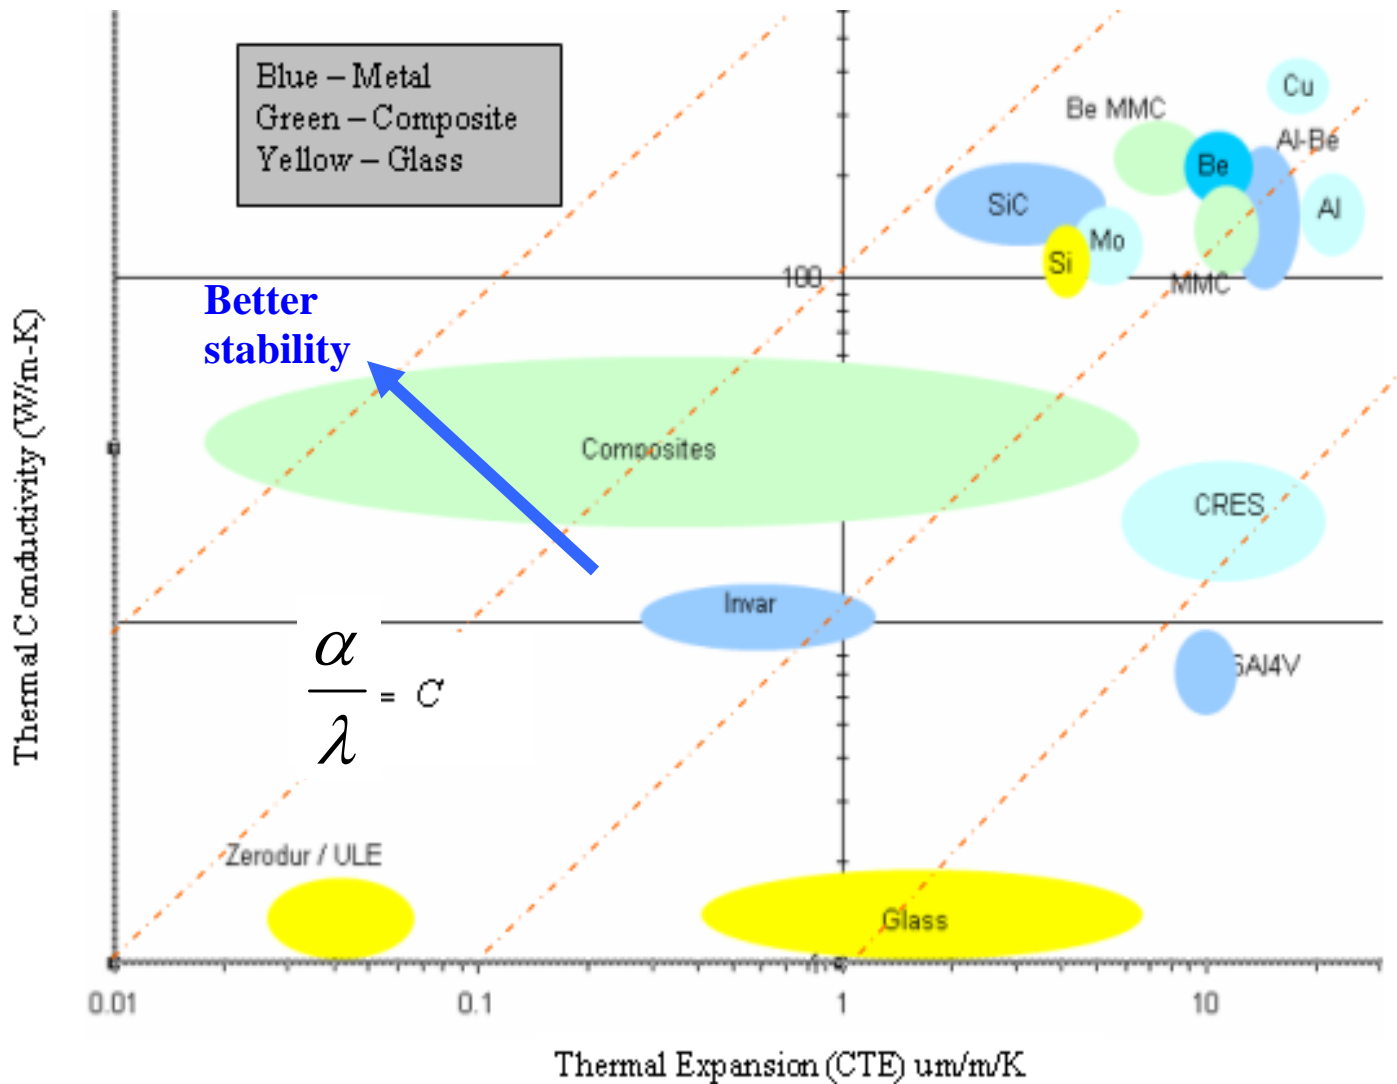 Blue – Metal
Green – Composite
Yellow – Glass
Cu
Be MMC
Al-Be
Be
SiC
Al
Mo
Si
100
MMC
Better
stability
Composites
CRES
Invar
α
λ
= C
6Al4V
Zerodur / ULE
Glass
0.01
0.1
1
10
Thermal Conductivity (W/m-K)
Thermal Expansion (CTE) um/m/K